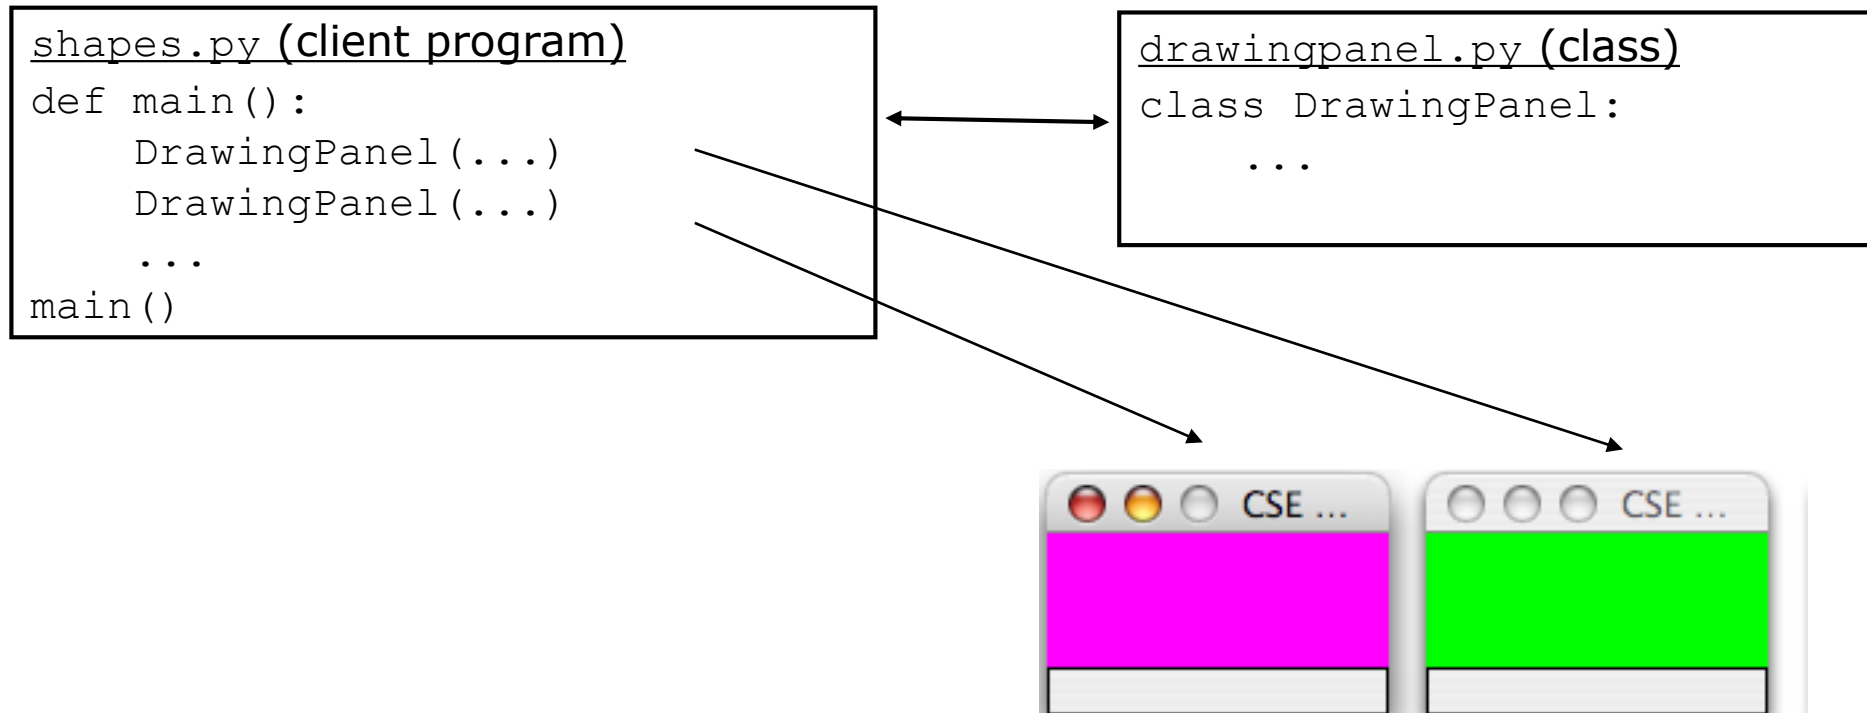 shapes.py (client program)
def main():
    DrawingPanel(...)
    DrawingPanel(...)
    ...
main()
drawingpanel.py (class)
class DrawingPanel:
    ...
CSE ...
CSE ...